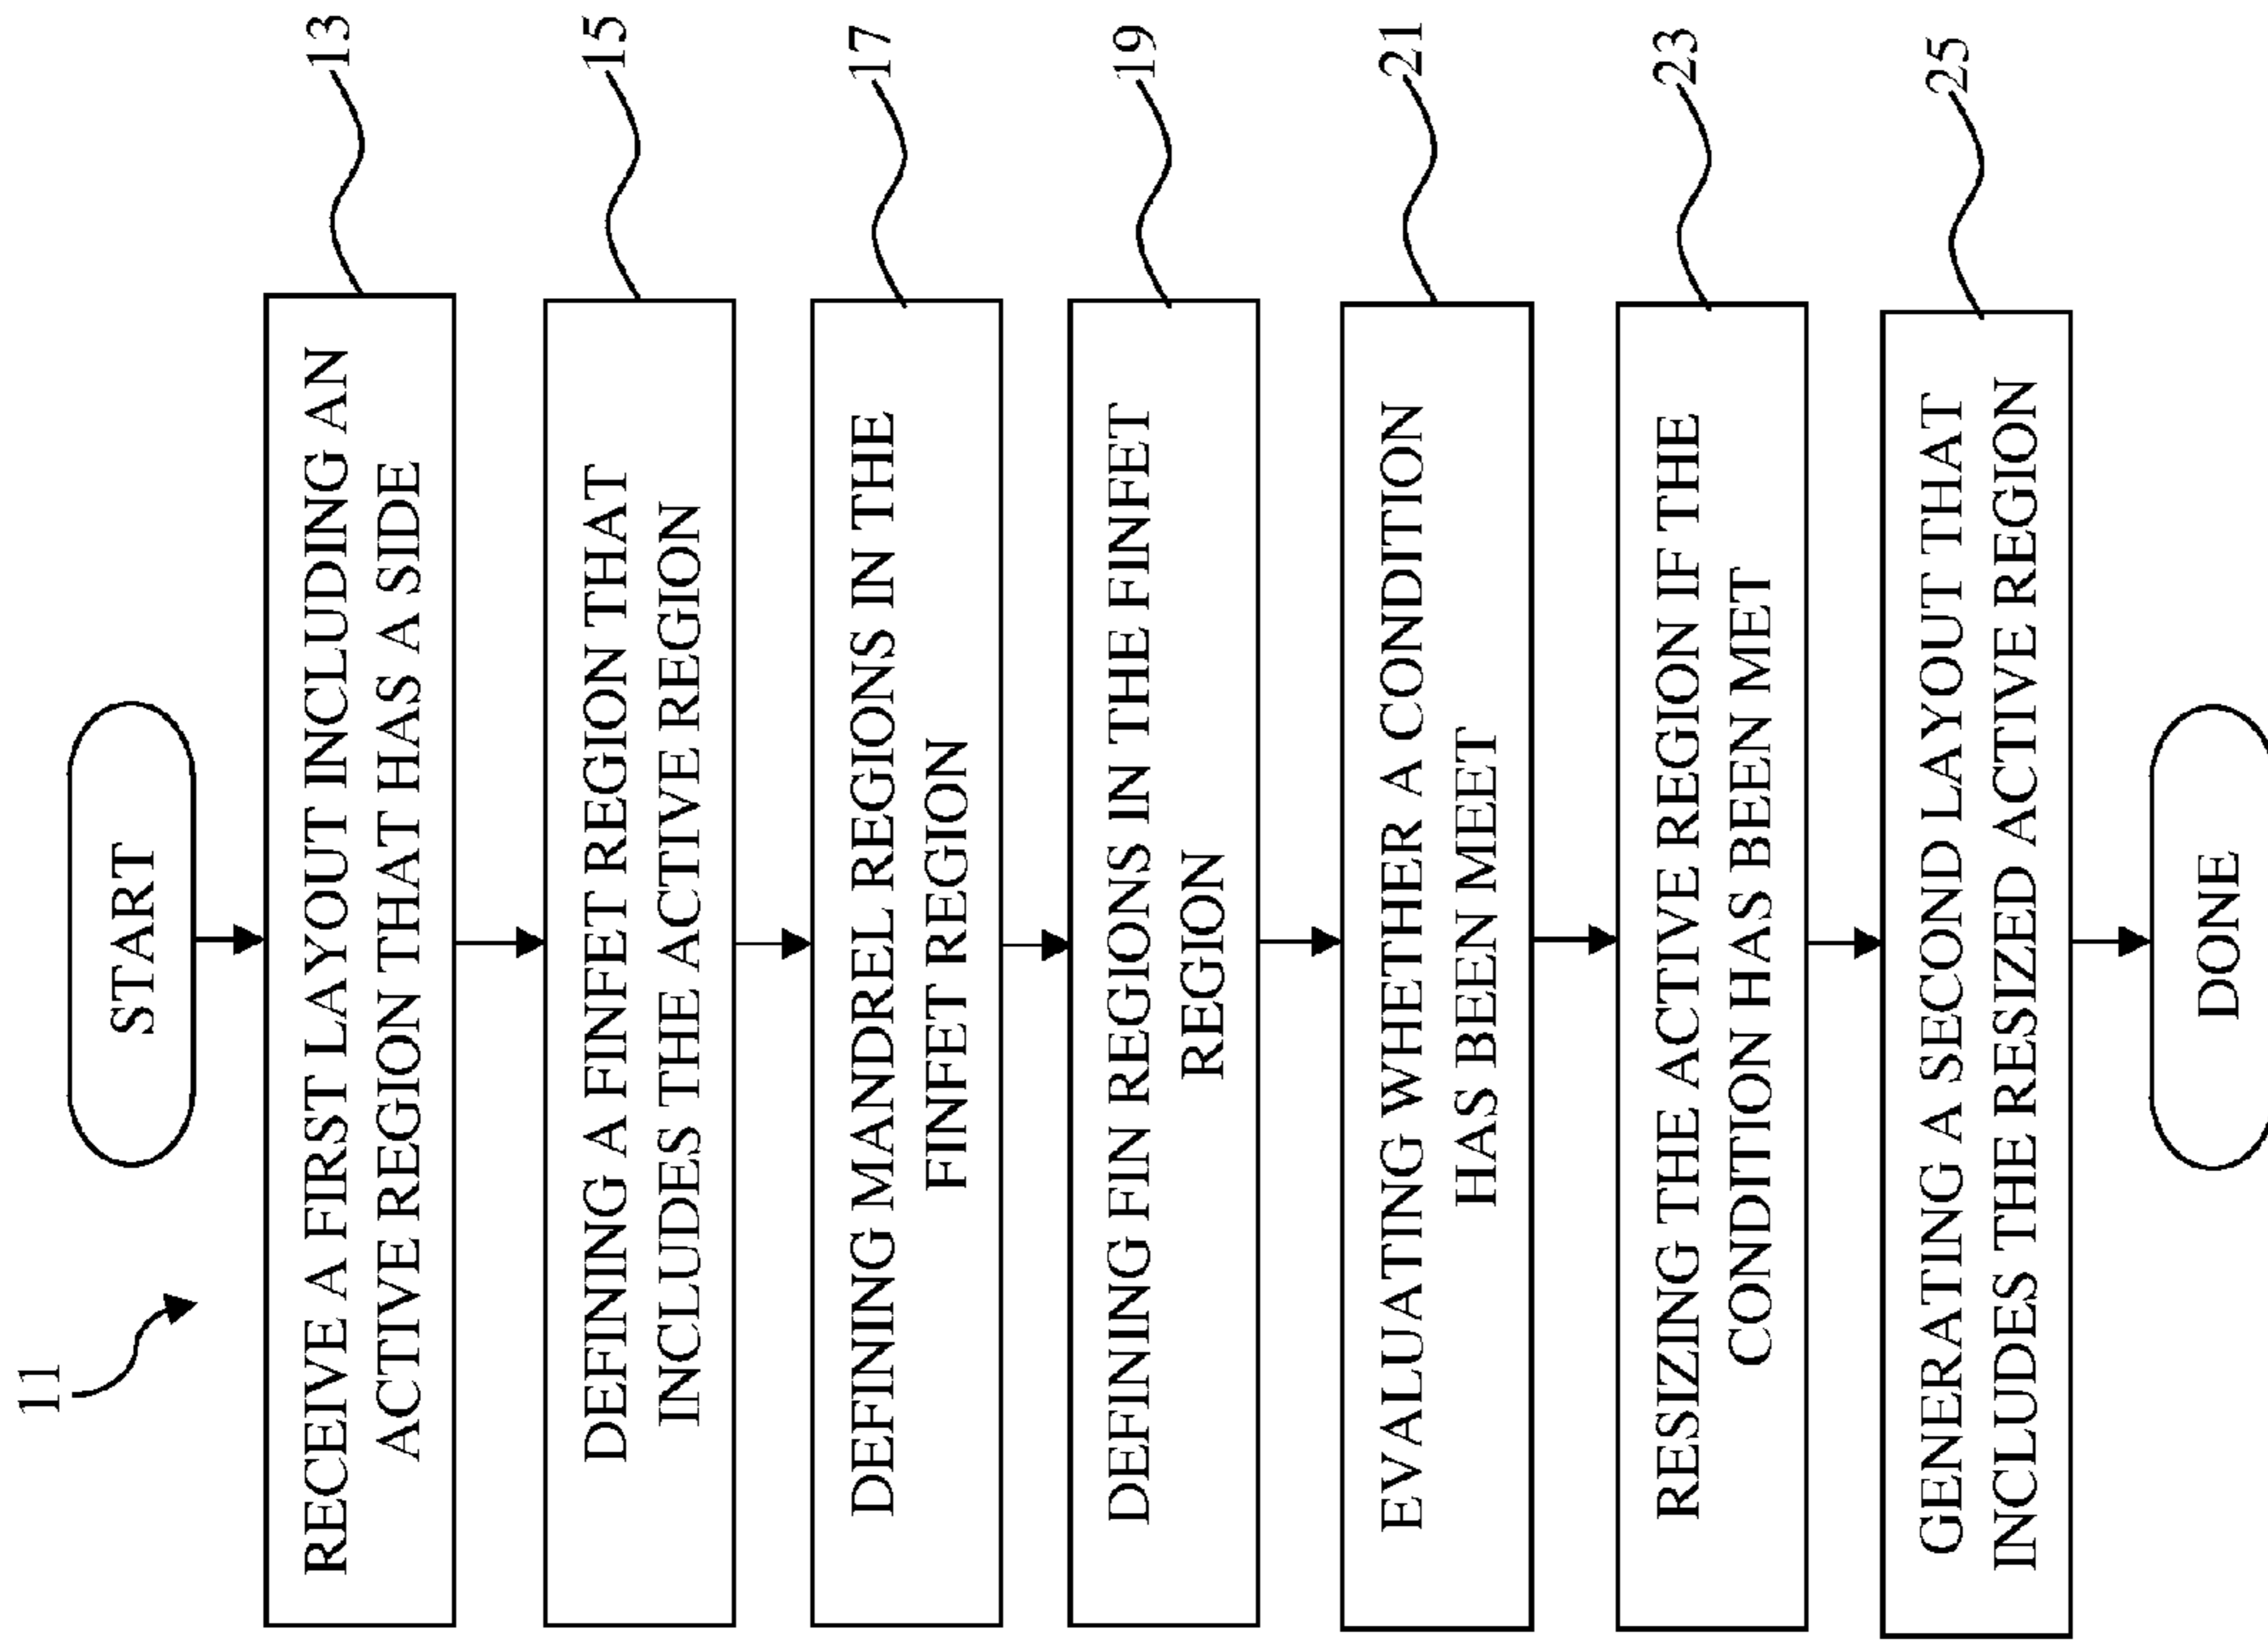 11
START
RECEIVE A FIRST LAYOUT INCLUDING AN
ACTIVE REGION THAT HAS A SIDE
13
DEFINING A FINFET REGION THAT
INCLUDES THE ACTIVE REGION
15
DEFINING MANDREL REGIONS IN THE
FINFET REGION
17
DEFINING FIN REGIONS IN THE FINFET
REGION
19
EVALUATING WHETHER A CONDITION
HAS BEEN MEET
21
RESIZING THE ACTIVE REGION IF THE
CONDITION HAS BEEN MET
23
GENERATING A SECOND LAYOUT THAT
INCLUDES THE RESIZED ACTIVE REGION
25
DONE